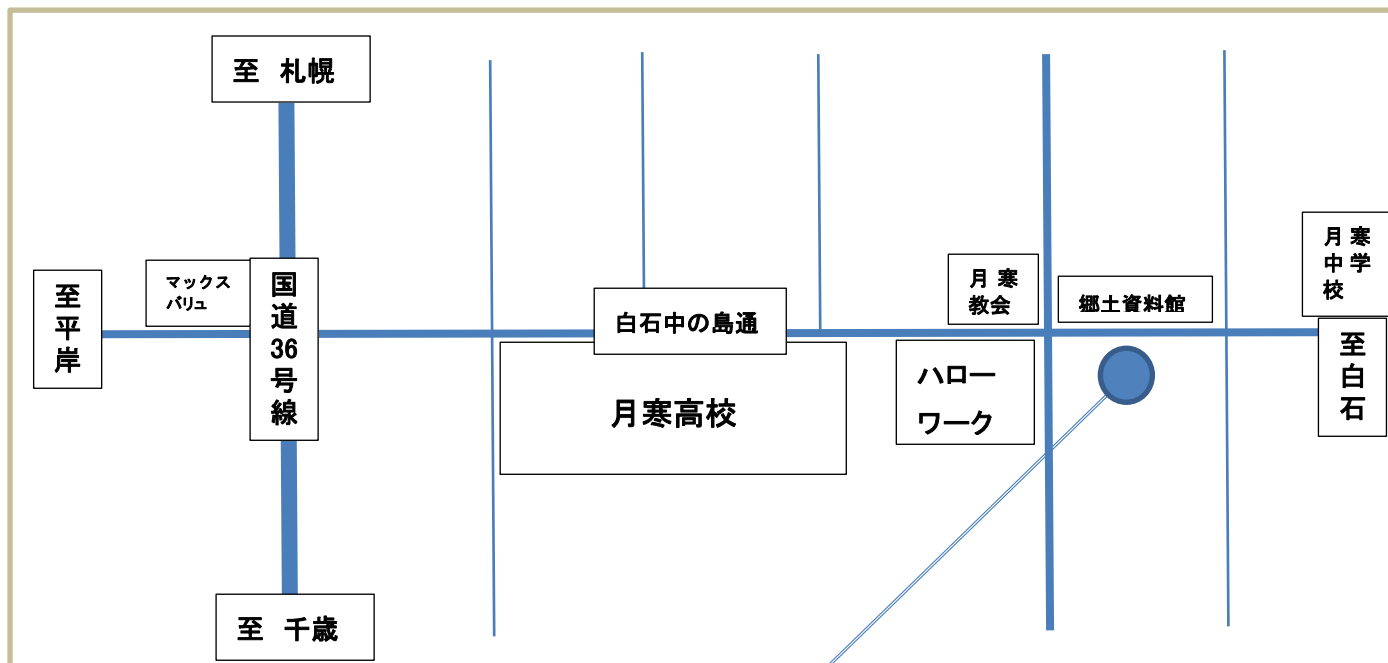 至 札幌
月 寒
中 学
校
月 寒
教会
マックス
バリュ
至平岸
国道36号線
郷土資料館
白石中の島通
至白石
ハロー
ワーク
月寒高校
至 千歳